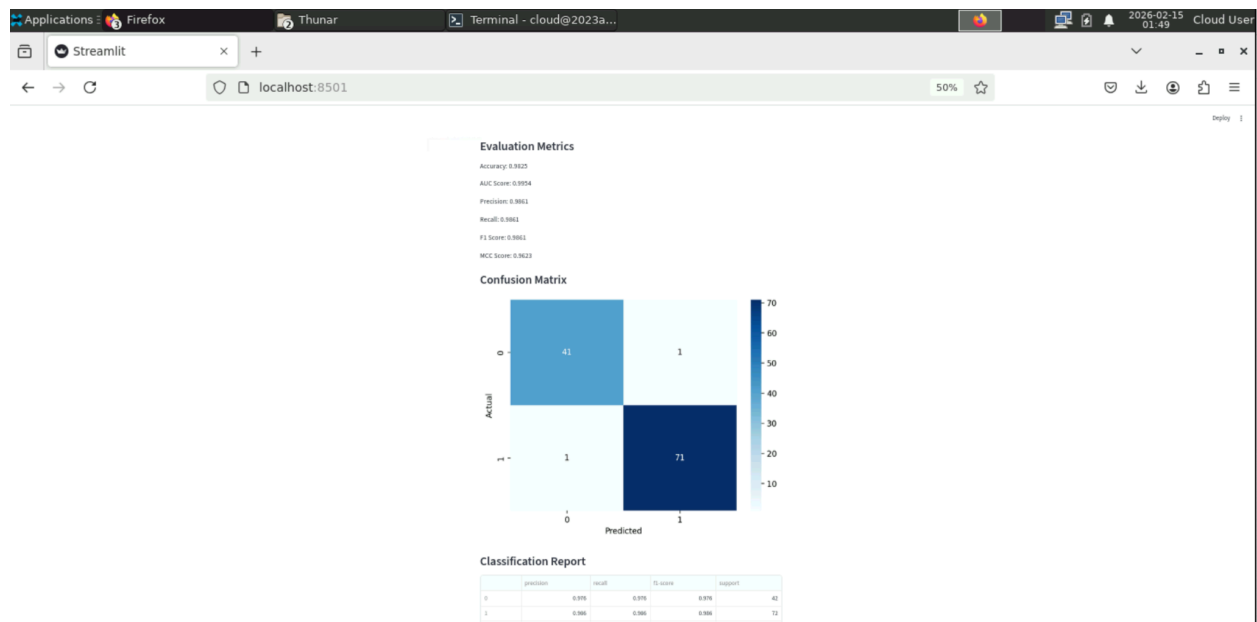 Applications Firefox Thunar Terminal - cloud@2023a... 2026-02-15 Cloud User
01:49
Streamlit
localhost:8501 50%
Deploy
Evaluation Metrics
Accuracy: 0.9825
AUC Score: 0.9954
Precision: 0.9861
Recall: 0.9861
F1 Score: 0.9861
MCC Score: 0.9623
Confusion Matrix
70
60
50
40
30
20
10
0
41 1
Actual
1
1 71
0 1
Predicted
Classification Report
precision recall f1-score support
0 0.976 0.976 0.976 42
1 0.986 0.986 0.986 72